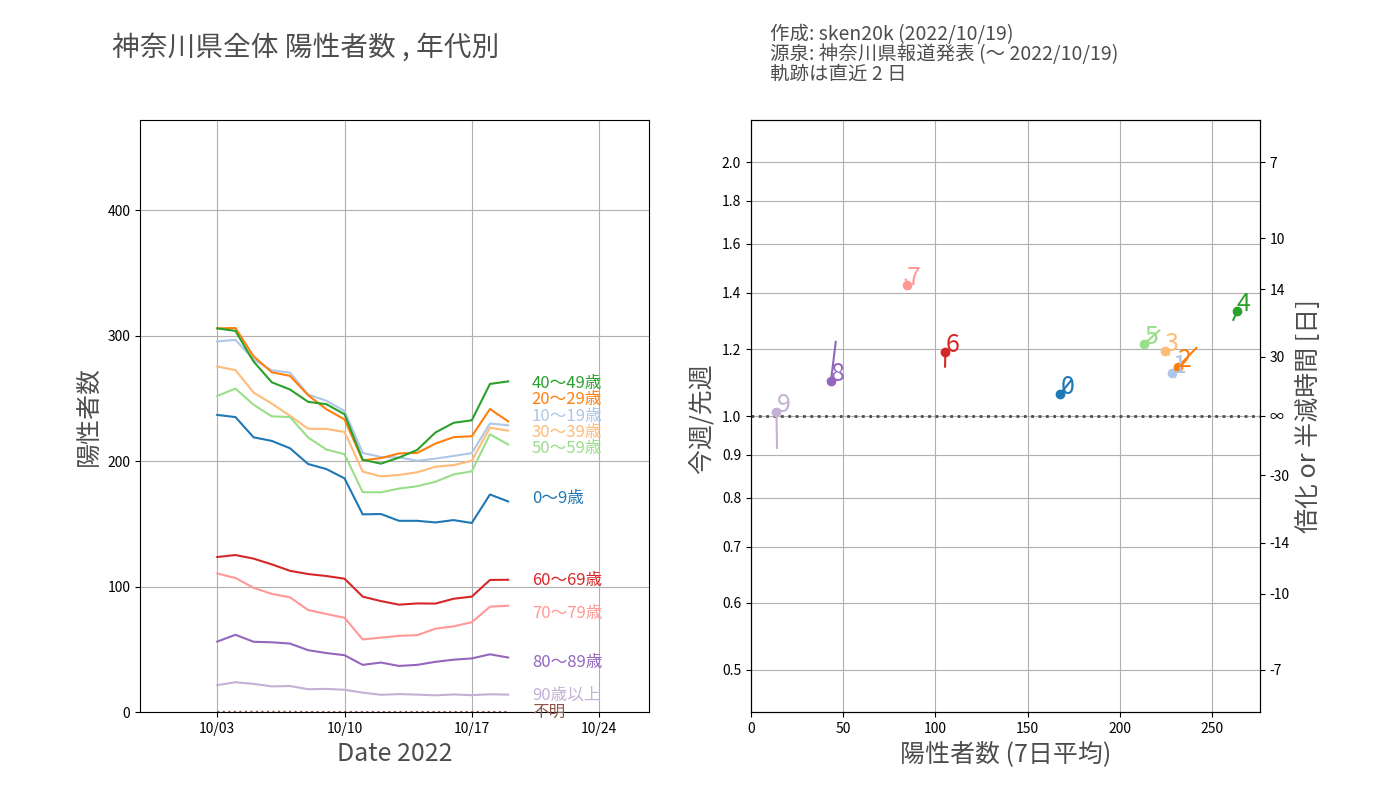 神奈川県全体 陽性者数 , 年代別
作成: sken20k (2022/10/19)
源泉: 神奈川県報道発表 (〜 2022/10/19)
軌跡は直近 2 日
陽性者数
400
300
200
100
0
10/03
10/10
10/17
10/24
Date 2022
40〜49歳
20〜29歳
10〜19歳
30〜39歳
50〜59歳
0〜9歳
60〜69歳
70〜79歳
80〜89歳
90歳以上
不明
今週/先週
2.0
1.8
1.6
1.4
1.2
1.0
0.9
0.8
0.7
0.6
0.5
7
4
5
3
6
2
1
8
0
9
0
50
100
150
200
250
陽性者数 (7日平均)
7
10
14
30
∞
-30
-14
-10
-7
倍化 or 半減時間 [日]